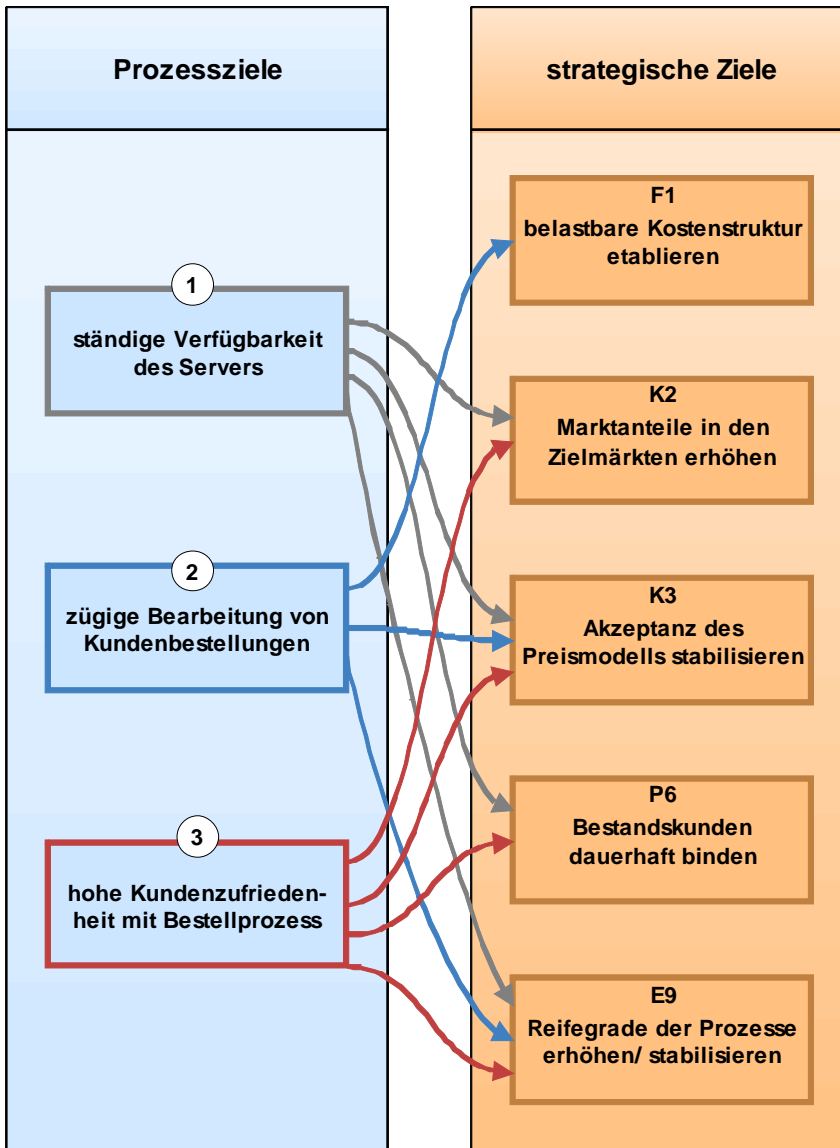 Prozessziele
1
ständige Verfügbarkeit
des Servers
2
zügige Bearbeitung von
Kundenbestellungen
3
hohe Kundenzufrieden-
heit mit Bestellprozess
strategische Ziele
F1
belastbare Kostenstruktur
etablieren
K2
Marktanteile in den
Zielmärkten erhöhen
K3
Akzeptanz des
Preismodells stabilisieren
P6
Bestandskunden
dauerhaft binden
E9
Reifegrade der Prozesse
erhöhen/ stabilisieren